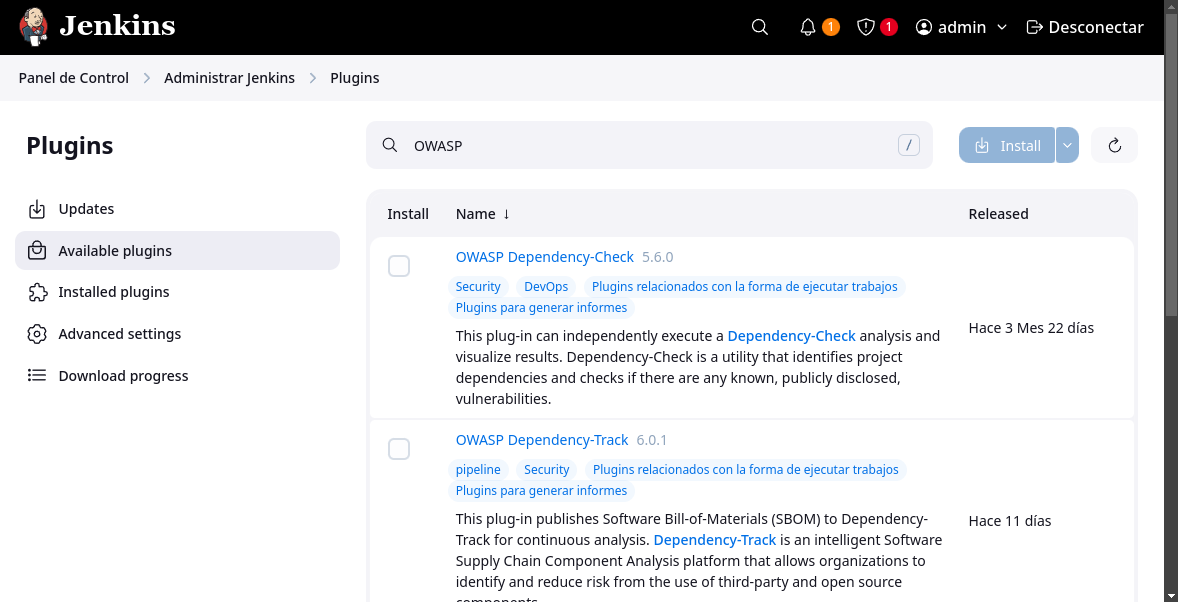 Jenkins
1
1
admin
Desconectar
Panel de Control
Administrar Jenkins
Plugins
Plugins
OWASP
/
Install
Updates
Available plugins
Installed plugins
Advanced settings
Download progress
Install Name ↓ Released
OWASP Dependency-Check 5.6.0
Security DevOps Plugins relacionados con la forma de ejecutar trabajos
Plugins para generar informes
This plug-in can independently execute a Dependency-Check analysis and
visualize results. Dependency-Check is a utility that identifies project
dependencies and checks if there are any known, publicly disclosed,
vulnerabilities.
Hace 3 Mes 22 días
OWASP Dependency-Track 6.0.1
pipeline Security Plugins relacionados con la forma de ejecutar trabajos
Plugins para generar informes
This plug-in publishes Software Bill-of-Materials (SBOM) to Dependency-
Track for continuous analysis. Dependency-Track is an intelligent Software
Supply Chain Component Analysis platform that allows organizations to
identify and reduce risk from the use of third-party and open source
components.
Hace 11 días